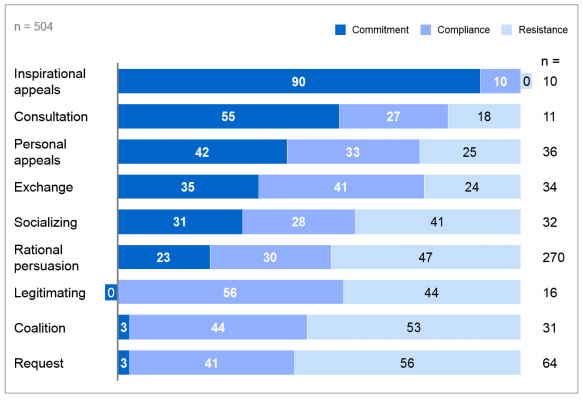 n = 504
Commitment Compliance Resistance
n =
Inspirational
appeals
90 10 0 10
Consultation 55 27 18 11
Personal
appeals
42 33 25 36
Exchange 35 41 24 34
Socializing 31 28 41 32
Rational
persuasion
23 30 47 270
Legitimating 0 56 44 16
Coalition 3 44 53 31
Request 3 41 56 64